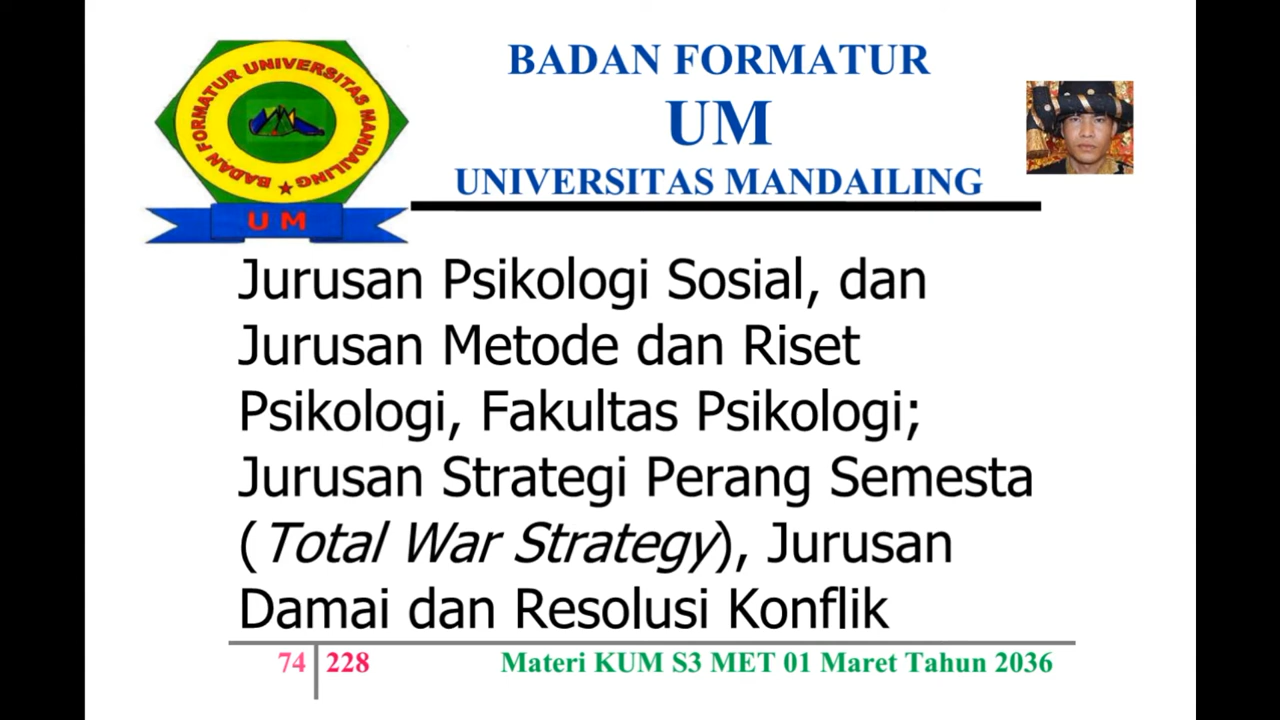 BADAN FORMATUR UNIVERSITAS MANDAILING
U M
BADAN FORMATUR
UM
UNIVERSITAS MANDAILING
Jurusan Psikologi Sosial, dan
Jurusan Metode dan Riset
Psikologi, Fakultas Psikologi;
Jurusan Strategi Perang Semesta
(Total War Strategy), Jurusan
Damai dan Resolusi Konflik
74 228 Materi KUM S3 MET 01 Maret Tahun 2036